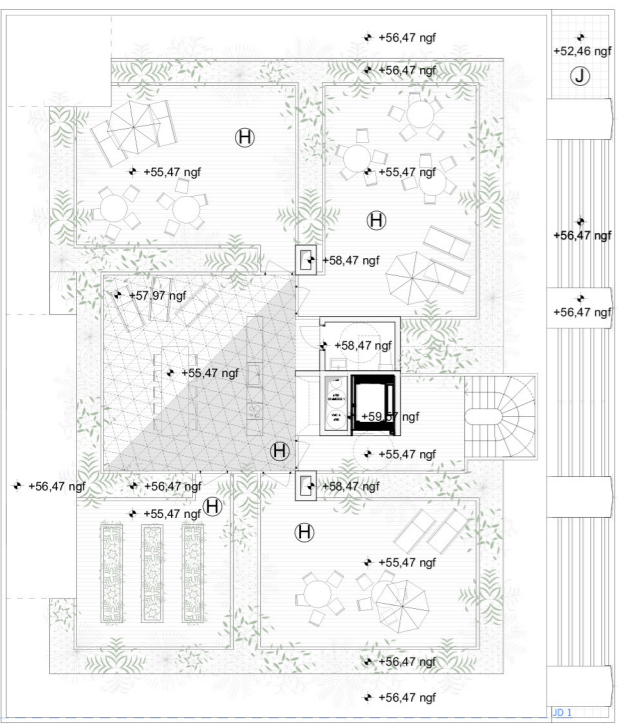 +56,47 ngf
+52,46 ngf
J
+56,47 ngf
H
+55,47 ngf
+55,47 ngf
H
+56,47 ngf
+58,47 ngf
+57,97 ngf
+56,47 ngf
+58,47 ngf
+55,47 ngf
+59,57 ngf
H
+55,47 ngf
+56,47 ngf
+56,47 ngf
+58,47 ngf
H
+55,47 ngf
H
+55,47 ngf
+56,47 ngf
+56,47 ngf
JD 1